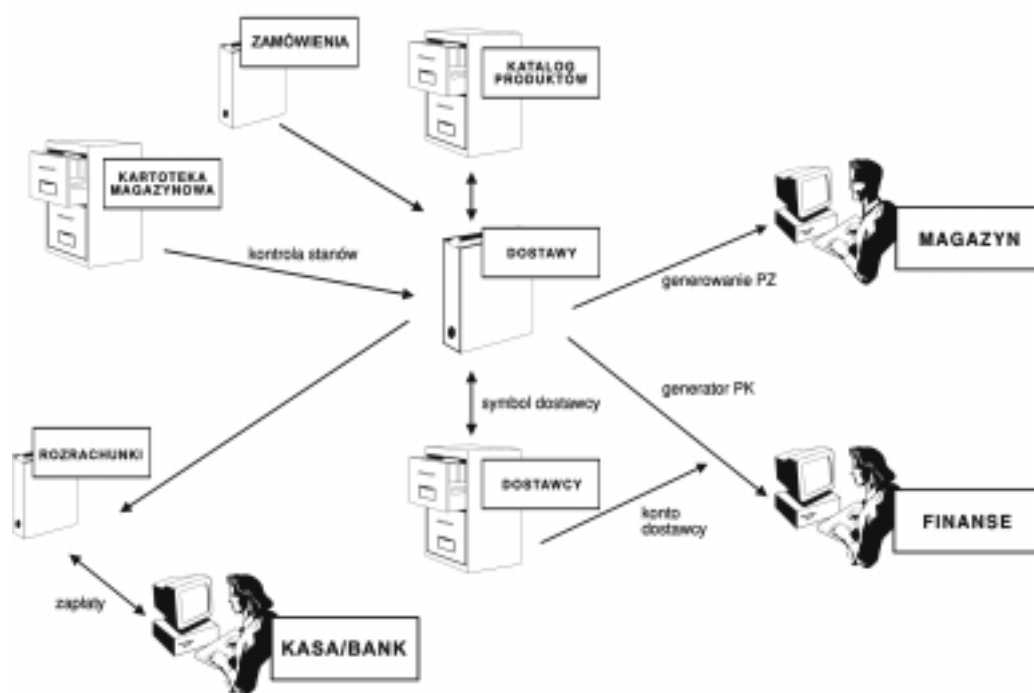 ZAMÓWIENIA
KATALOG
PRODUKTÓW
KARTOTEKA
MAGAZYNOWA
kontrola stanów
DOSTAWY
MAGAZYN
generowanie PZ
generator PK
symbol dostawcy
ROZRACHUNKI
DOSTAWCY
konto
dostawcy
FINANSE
zapłaty
KASA/BANK